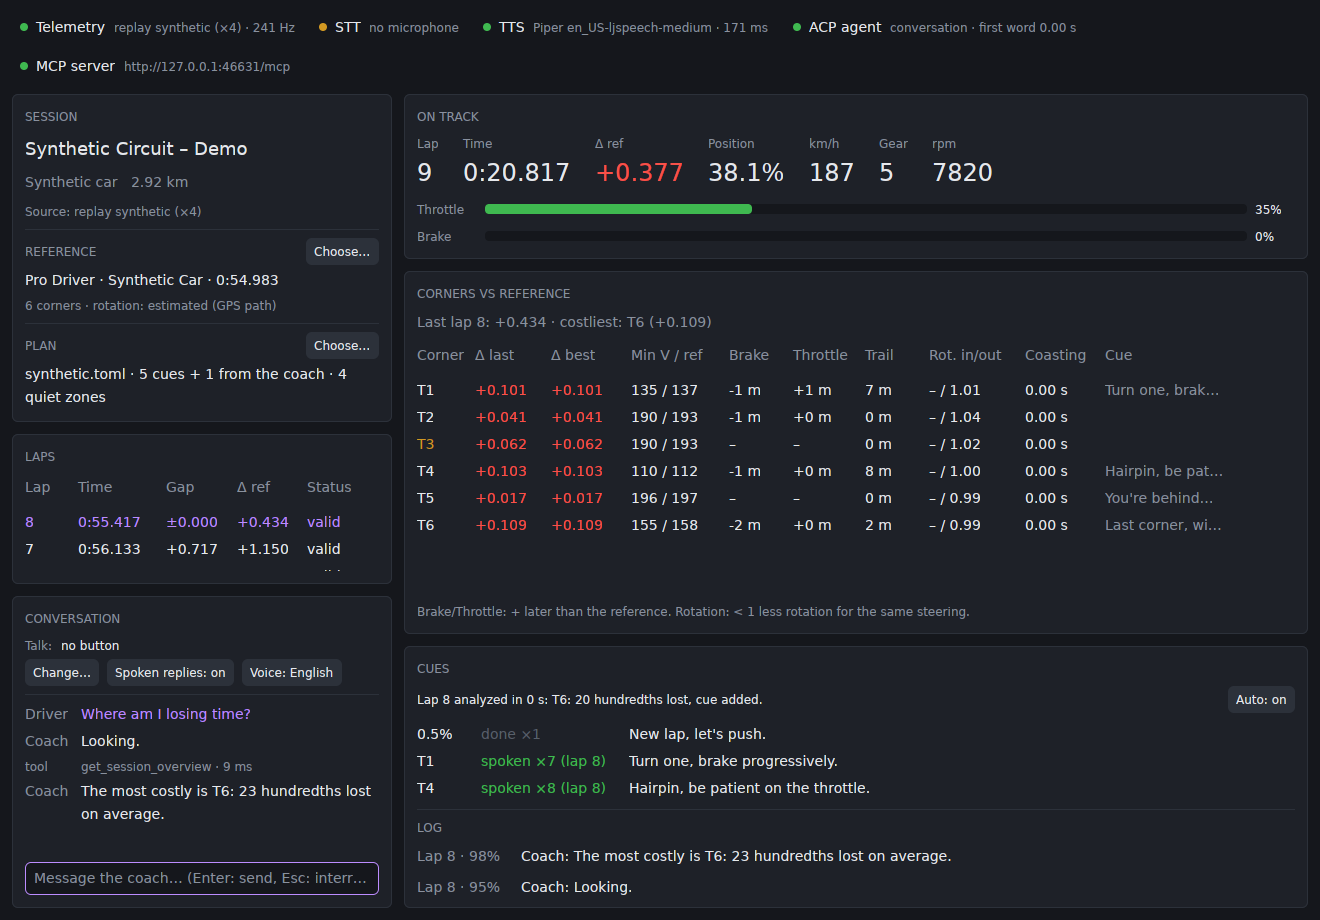 Telemetry replay synthetic (×4) · 241 Hz STT no microphone TTS Piper en_US-ljspeech-medium · 171 ms ACP agent conversation · first word 0.00 s
MCP server http://127.0.0.1:46631/mcp
SESSION
Synthetic Circuit – Demo
Synthetic car 2.92 km
Source: replay synthetic (×4)
REFERENCE Choose...
Pro Driver · Synthetic Car · 0:54.983
6 corners · rotation: estimated (GPS path)
PLAN Choose...
synthetic.toml · 5 cues + 1 from the coach · 4
quiet zones
LAPS
Lap Time Gap Δ ref Status
8 0:55.417 ±0.000 +0.434 valid
7 0:56.133 +0.717 +1.150 valid
CONVERSATION
Talk: no button
Change... Spoken replies: on Voice: English
Driver Where am I losing time?
Coach Looking.
tool get_session_overview · 9 ms
Coach The most costly is T6: 23 hundredths lost
on average.
Message the coach... (Enter: send, Esc: interr...
ON TRACK
Lap Time Δ ref Position km/h Gear rpm
9 0:20.817 +0.377 38.1% 187 5 7820
Throttle 35%
Brake 0%
CORNERS VS REFERENCE
Last lap 8: +0.434 · costliest: T6 (+0.109)
Corner Δ last Δ best Min V / ref Brake Throttle Trail Rot. in/out Coasting Cue
T1 +0.101 +0.101 135 / 137 -1 m +1 m 7 m – / 1.01 0.00 s Turn one, brak...
T2 +0.041 +0.041 190 / 193 -1 m +0 m 0 m – / 1.04 0.00 s
T3 +0.062 +0.062 190 / 193 – – 0 m – / 1.02 0.00 s
T4 +0.103 +0.103 110 / 112 -1 m +0 m 8 m – / 1.00 0.00 s Hairpin, be pat...
T5 +0.017 +0.017 196 / 197 – – 0 m – / 0.99 0.00 s You're behind...
T6 +0.109 +0.109 155 / 158 -2 m +0 m 2 m – / 0.99 0.00 s Last corner, wi...
Brake/Throttle: + later than the reference. Rotation: < 1 less rotation for the same steering.
CUES
Lap 8 analyzed in 0 s: T6: 20 hundredths lost, cue added. Auto: on
0.5% done ×1 New lap, let's push.
T1 spoken ×7 (lap 8) Turn one, brake progressively.
T4 spoken ×8 (lap 8) Hairpin, be patient on the throttle.
LOG
Lap 8 · 98% Coach: The most costly is T6: 23 hundredths lost on average.
Lap 8 · 95% Coach: Looking.